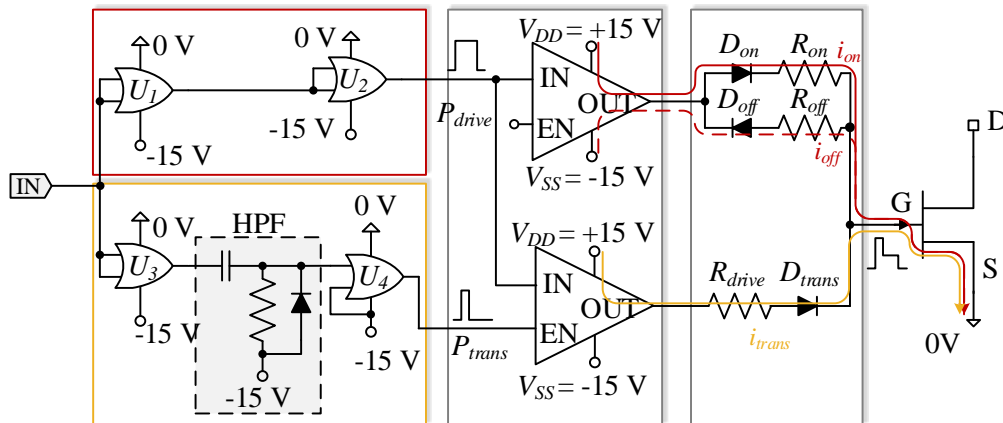 0 V
U1
-15 V
0 V
U2
-15 V
IN
0 V
U3
-15 V
HPF
-15 V
0 V
U4
-15 V
Pdrive
Ptrans
VDD = +15 V
IN
OUT
EN
VSS = -15 V
VDD = +15 V
IN
OUT
EN
VSS = -15 V
Don
Ron
ion
Doff
Roff
ioff
Rdrive
Dtrans
itrans
D
G
S
0V